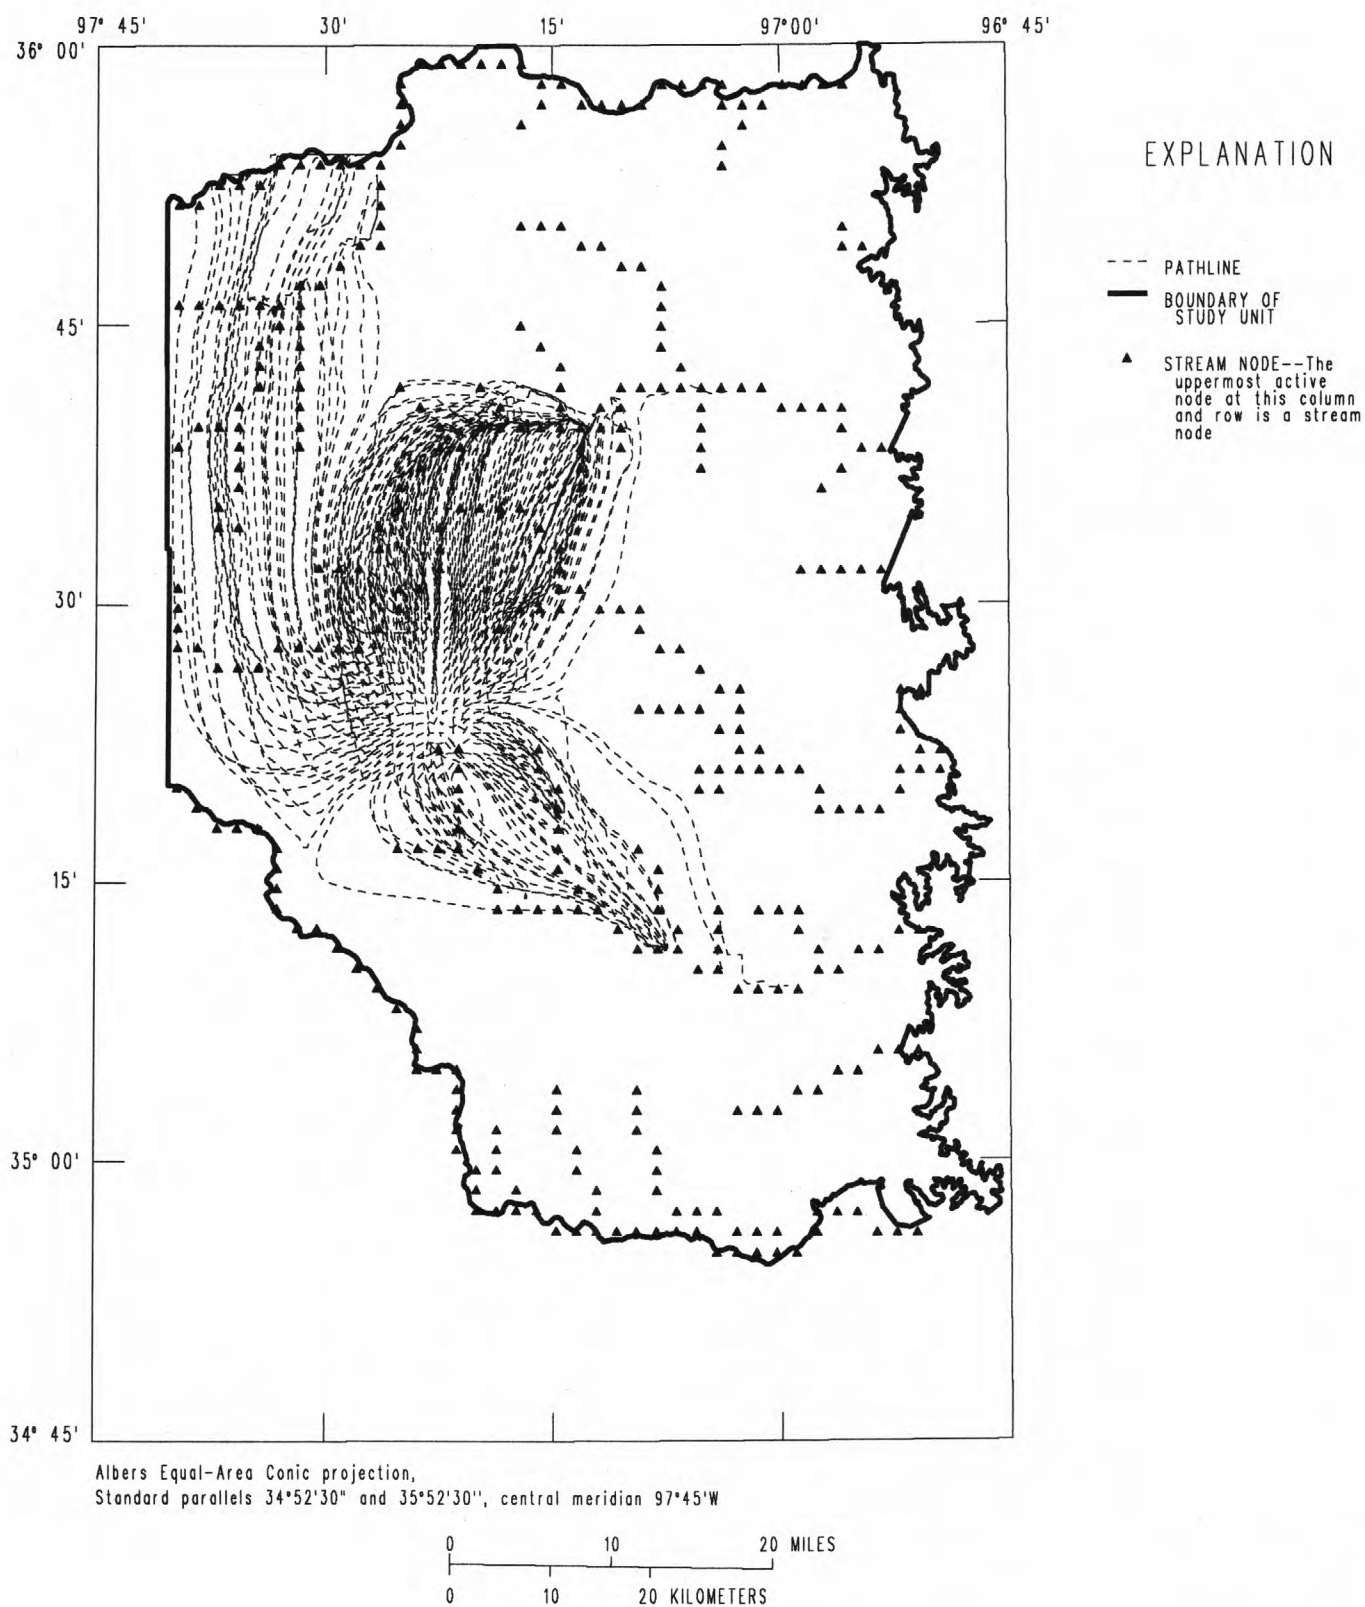 97° 45' 30' 15' 97°00' 96° 45'
36° 00'
45'
30'
15'
35° 00'
34° 45'
EXPLANATION
PATHLINE
BOUNDARY OF
STUDY UNIT
STREAM NODE--The
uppermost active
node at this column
and row is a stream
node
Albers Equal-Area Conic projection,
Standard parallels 34°52'30" and 35°52'30", central meridian 97°45'W
0 10 20 MILES
0 10 20 KILOMETERS